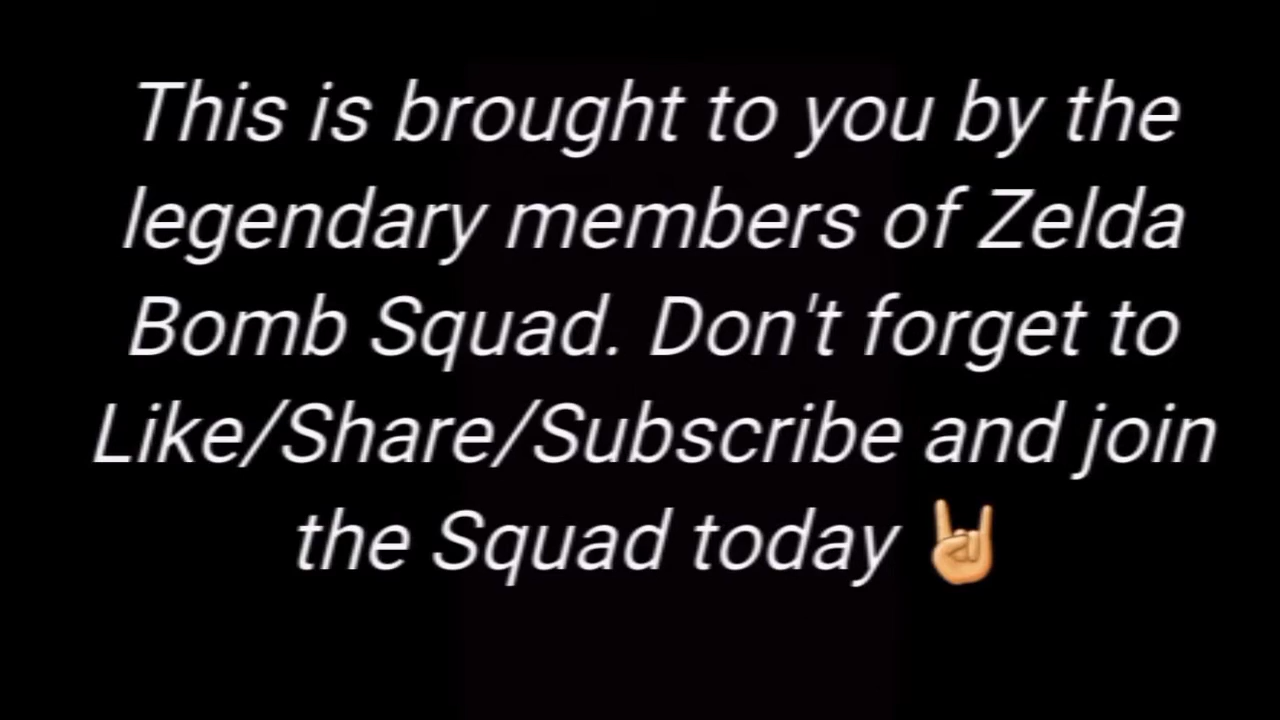 This is brought to you by the
legendary members of Zelda
Bomb Squad. Don't forget to
Like/Share/Subscribe and join
the Squad today 🤘